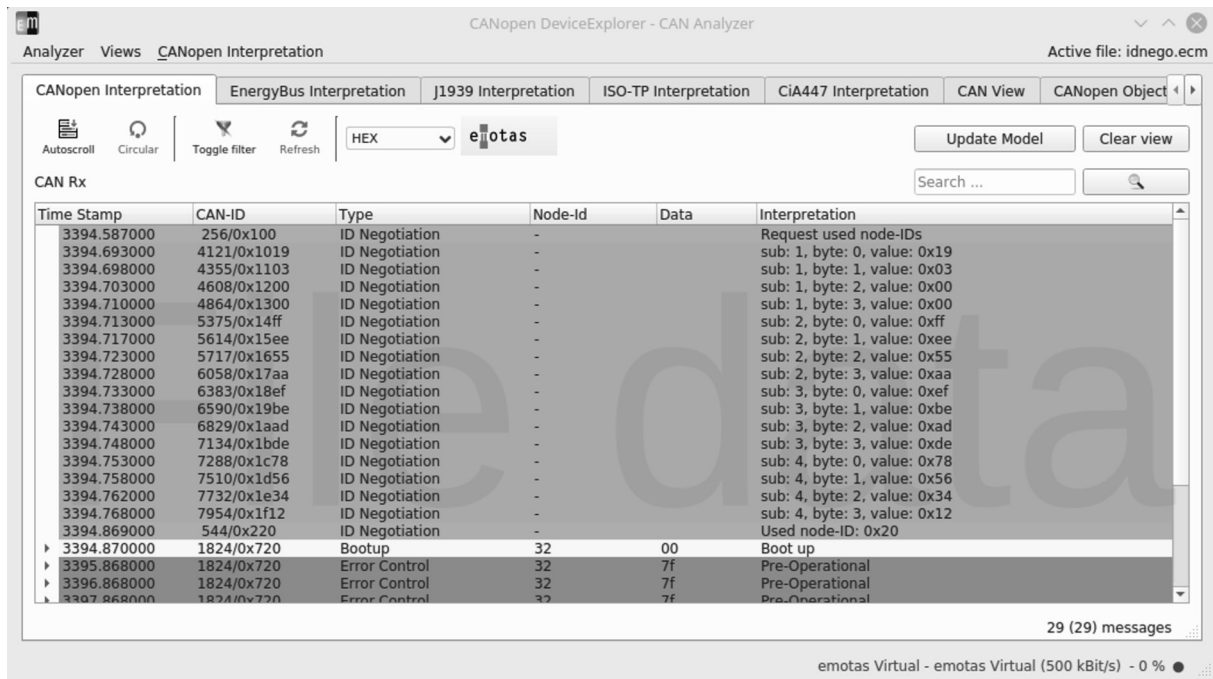 em
CANopen DeviceExplorer - CAN Analyzer
Analyzer Views CANopen Interpretation Active file: idnego.ecm
CANopen Interpretation EnergyBus Interpretation J1939 Interpretation ISO-TP Interpretation CiA447 Interpretation CAN View CANopen Object
Autoscroll Circular Toggle filter Refresh HEX emotas Update Model Clear view
CAN Rx Search ...
Time Stamp CAN-ID Type Node-Id Data Interpretation
3394.587000 256/0x100 ID Negotiation - Request used node-IDs
3394.693000 4121/0x1019 ID Negotiation - sub: 1, byte: 0, value: 0x19
3394.698000 4355/0x1103 ID Negotiation - sub: 1, byte: 1, value: 0x03
3394.703000 4608/0x1200 ID Negotiation - sub: 1, byte: 2, value: 0x00
3394.710000 4864/0x1300 ID Negotiation - sub: 1, byte: 3, value: 0x00
3394.713000 5375/0x14ff ID Negotiation - sub: 2, byte: 0, value: 0xff
3394.717000 5614/0x15ee ID Negotiation - sub: 2, byte: 1, value: 0xee
3394.723000 5717/0x1655 ID Negotiation - sub: 2, byte: 2, value: 0x55
3394.728000 6058/0x17aa ID Negotiation - sub: 2, byte: 3, value: 0xaa
3394.733000 6383/0x18ef ID Negotiation - sub: 3, byte: 0, value: 0xef
3394.738000 6590/0x19be ID Negotiation - sub: 3, byte: 1, value: 0xbe
3394.743000 6829/0x1aad ID Negotiation - sub: 3, byte: 2, value: 0xad
3394.748000 7134/0x1bde ID Negotiation - sub: 3, byte: 3, value: 0xde
3394.753000 7288/0x1c78 ID Negotiation - sub: 4, byte: 0, value: 0x78
3394.758000 7510/0x1d56 ID Negotiation - sub: 4, byte: 1, value: 0x56
3394.762000 7732/0x1e34 ID Negotiation - sub: 4, byte: 2, value: 0x34
3394.768000 7954/0x1f12 ID Negotiation - sub: 4, byte: 3, value: 0x12
3394.869000 544/0x220 ID Negotiation - Used node-ID: 0x20
3394.870000 1824/0x720 Bootup 32 00 Boot up
3395.868000 1824/0x720 Error Control 32 7f Pre-Operational
3396.868000 1824/0x720 Error Control 32 7f Pre-Operational
3397.868000 1824/0x720 Error Control 32 7f Pre-Operational
File data
29 (29) messages
emotas Virtual - emotas Virtual (500 kBit/s) - 0 %